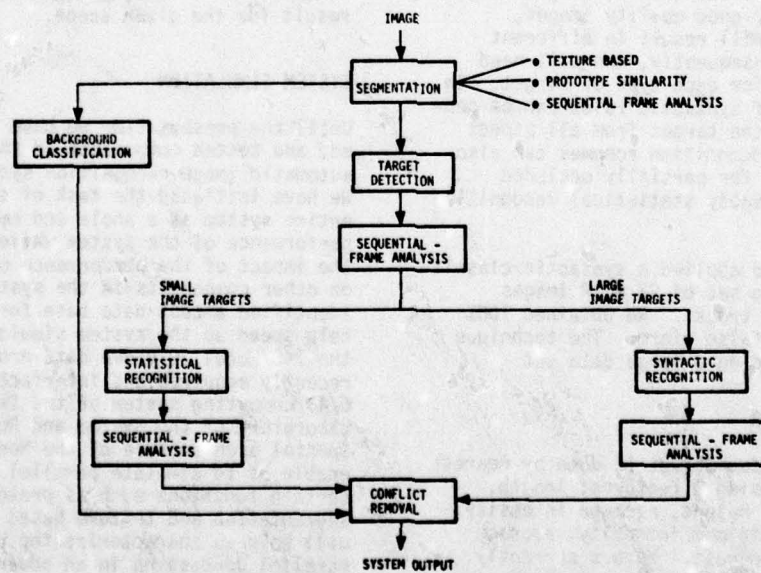 IMAGE
SEGMENTATION
• TEXTURE BASED
• PROTOTYPE SIMILARITY
• SEQUENTIAL FRAME ANALYSIS
BACKGROUND
CLASSIFICATION
TARGET
DETECTION
SEQUENTIAL -
FRAME ANALYSIS
SMALL
IMAGE TARGETS
LARGE
IMAGE TARGETS
STATISTICAL
RECOGNITION
SYNTACTIC
RECOGNITION
SEQUENTIAL - FRAME
ANALYSIS
SEQUENTIAL - FRAME
ANALYSIS
CONFLICT
REMOVAL
SYSTEM OUTPUT